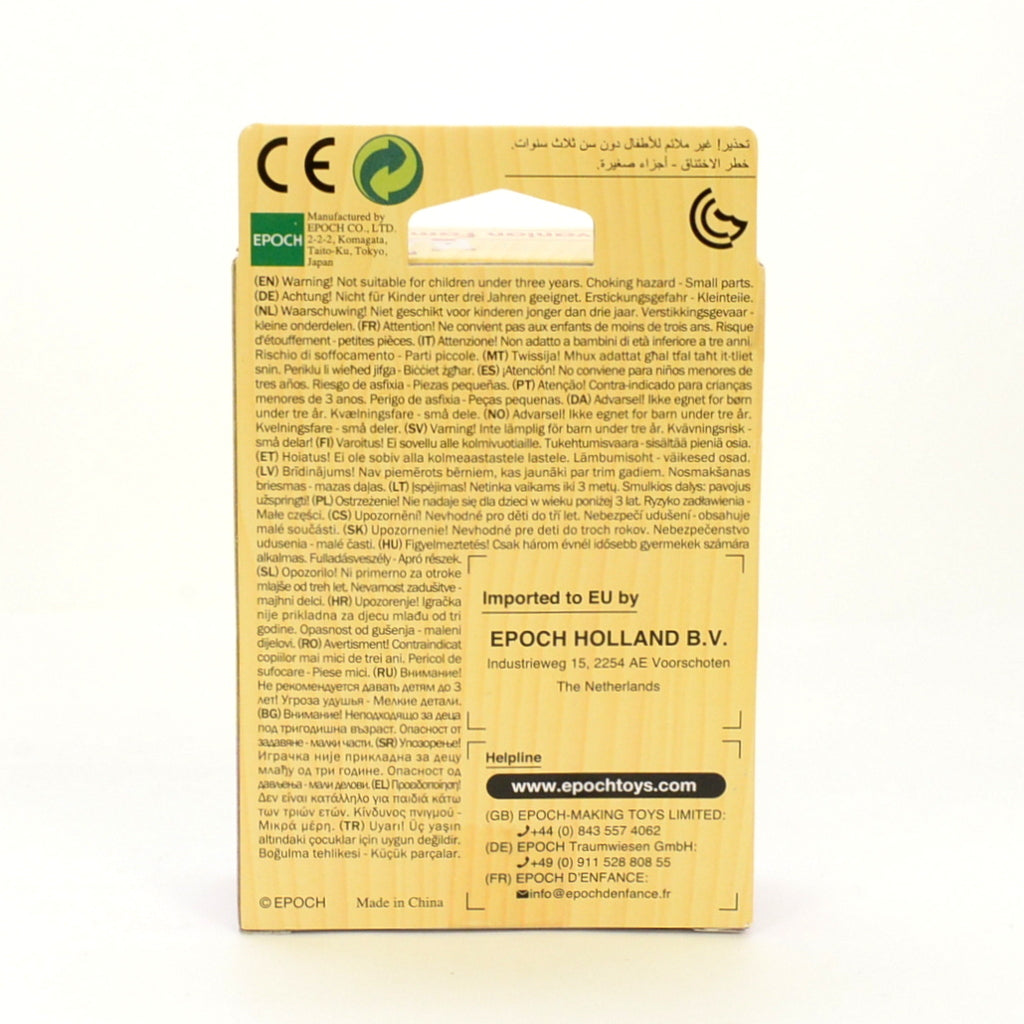 CE
تحذير! غير ملائم للأطفال دون سن ثلاث سنوات.
خطر الاختناق - أجزاء صغيرة.
EPOCH
Manufactured by
EPOCH CO., LTD.
2-2-2, Komagata,
Taito-Ku, Tokyo,
Japan
(EN) Warning! Not suitable for children under three years. Choking hazard - Small parts.
(DE) Achtung! Nicht für Kinder unter drei Jahren geeignet. Erstickungsgefahr - Kleinteile.
(NL) Waarschuwing! Niet geschikt voor kinderen jonger dan drie jaar. Verstikkingsgevaar -
kleine onderdelen. (FR) Attention! Ne convient pas aux enfants de moins de trois ans. Risque
d'étouffement - petites pièces. (IT) Attenzione! Non adatto a bambini di età inferiore a tre anni.
Rischio di soffocamento - Parti piccole. (MT) Twissija! Mhux adattat għal tfal taħt it-tliet
snin. Periklu li wieħed jifga - Biċċiet żgħar. (ES) ¡Atención! No conviene para niños menores de
tres años. Riesgo de asfixia - Piezas pequeñas. (PT) Atenção! Contra-indicado para crianças
menores de 3 anos. Perigo de asfixia - Peças pequenas. (DA) Advarsel! Ikke egnet for børn
under tre år. Kvælningsfare - små dele. (NO) Advarsel! Ikke egnet for barn under tre år.
Kvelningsfare - små deler. (SV) Varning! Inte lämplig för barn under tre år. Kvävningsrisk -
små delar! (FI) Varoitus! Ei sovellu alle kolmivuotiaille. Tukehtumisvaara - sisältää pieniä osia.
(ET) Hoiatus! Ei ole sobiv alla kolmeaastastele lastele. Lämbumisoht - väikesed osad.
(LV) Brīdinājums! Nav piemērots bērniem, kas jaunāki par trim gadiem. Nosmakšanas
briesmas - mazas daļas. (LT) Įspėjimas! Netinka vaikams iki 3 metų. Smulkios dalys: pavojus
užspringti! (PL) Ostrzeżenie! Nie nadaje się dla dzieci w wieku poniżej 3 lat. Ryzyko zadławienia -
Małe części. (CS) Upozornění! Nevhodné pro děti do tří let. Nebezpečí udušení - obsahuje
malé součásti. (SK) Upozornenie! Nevhodné pre deti do troch rokov. Nebezpečenstvo
udusenia - malé časti. (HU) Figyelmeztetés! Csak három évnél idősebb gyermekek számára
alkalmas. Fulladásveszély - Apró részek.
(SL) Opozorilo! Ni primerno za otroke
mlajše od treh let. Nevarnost zadušitve -
majhni delci. (HR) Upozorenje! Igračka
nije prikladna za djecu mlađu od tri
godine. Opasnost od gušenja - maleni
dijelovi. (RO) Avertisment! Contraindicat
copiilor mai mici de trei ani. Pericol de
sufocare - Piese mici. (RU) Внимание!
Не рекомендуется давать детям до 3
лет! Угроза удушья - Мелкие детали.
(BG) Внимание! Неподходящо за деца
под тригодишна възраст. Опасност от
задавяне - малки части. (SR) Упозорење!
Играчка није прикладна за децу
млађу од три године. Опасност од
дављења - мали делови. (EL) Προειδοποίηση!
Δεν είναι κατάλληλο για παιδιά κάτω
των τριών ετών. Κίνδυνος πνιγμού -
Μικρά μέρη. (TR) Uyarı! Üç yaşın
altındaki çocuklar için uygun değildir.
Boğulma tehlikesi - Küçük parçalar.
Imported to EU by
EPOCH HOLLAND B.V.
Industrieweg 15, 2254 AE Voorschoten
The Netherlands
Helpline
www.epochtoys.com
(GB) EPOCH-MAKING TOYS LIMITED:
+44 (0) 843 557 4062
(DE) EPOCH Traumwiesen GmbH:
+49 (0) 911 528 808 55
(FR) EPOCH D'ENFANCE:
info@epochdenfance.fr
©EPOCH Made in China